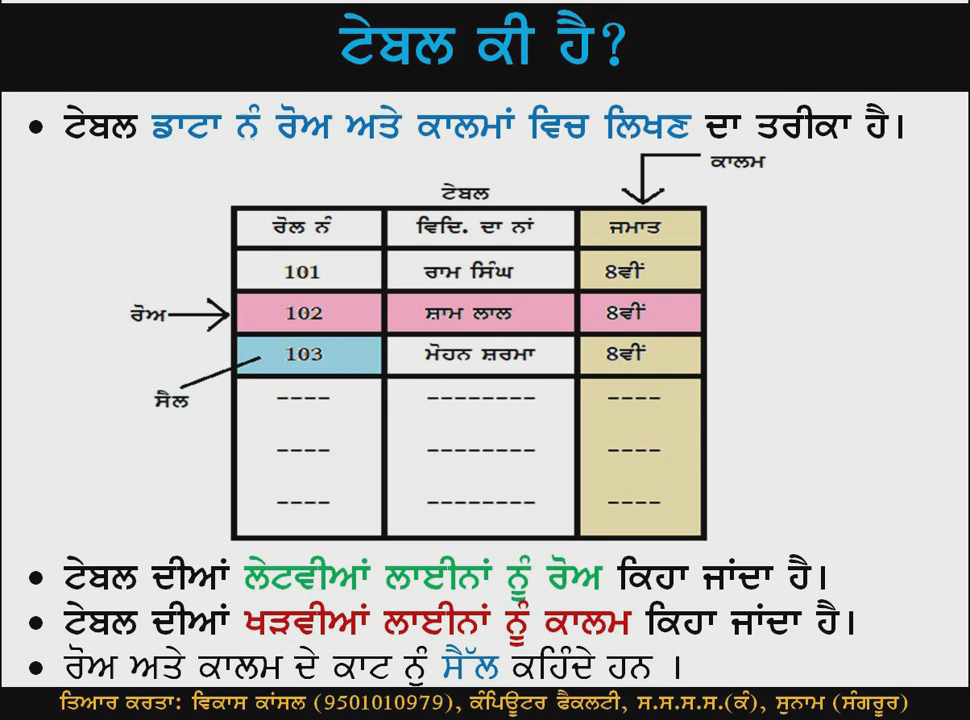 ਟੇਬਲ ਕੀ ਹੈ?
• ਟੇਬਲ ਡਾਟਾ ਨੰ ਰੋਅ ਅਤੇ ਕਾਲਮਾਂ ਵਿਚ ਲਿਖਣ ਦਾ ਤਰੀਕਾ ਹੈ।
ਕਾਲਮ
ਟੇਬਲ
ਰੋਲ ਨੰ ਵਿਦਿ. ਦਾ ਨਾਂ ਜਮਾਤ
101 ਰਾਮ ਸਿੰਘ 8ਵੀਂ
ਰੋਅ 102 ਸ਼ਾਮ ਲਾਲ 8ਵੀਂ
103 ਮੋਹਨ ਸ਼ਰਮਾ 8ਵੀਂ
ਸੈਲ ---- -------- ----
---- -------- ----
---- -------- ----
• ਟੇਬਲ ਦੀਆਂ ਲੇਟਵੀਆਂ ਲਾਈਨਾਂ ਨੂੰ ਰੋਅ ਕਿਹਾ ਜਾਂਦਾ ਹੈ।
• ਟੇਬਲ ਦੀਆਂ ਖੜਵੀਆਂ ਲਾਈਨਾਂ ਨੂੰ ਕਾਲਮ ਕਿਹਾ ਜਾਂਦਾ ਹੈ।
• ਰੋਅ ਅਤੇ ਕਾਲਮ ਦੇ ਕਾਟ ਨੂੰ ਸੈੱਲ ਕਹਿੰਦੇ ਹਨ ।
ਤਿਆਰ ਕਰਤਾ: ਵਿਕਾਸ ਕਾਂਸਲ (9501010979), ਕੰਪਿਊਟਰ ਫੈਕਲਟੀ, ਸ.ਸ.ਸ.ਸ.(ਕੰ), ਸੁਨਾਮ (ਸੰਗਰੂਰ)